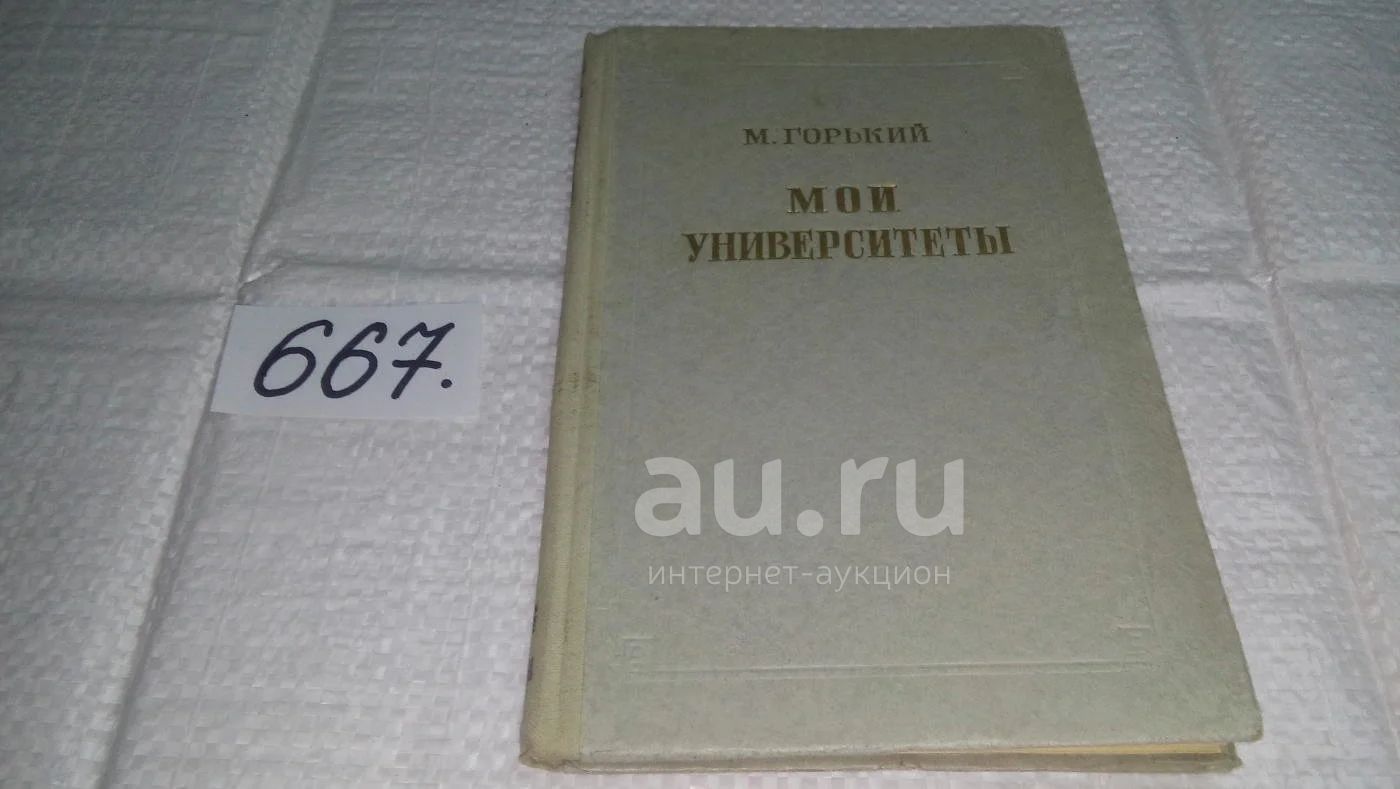 М. ГОРЬКИЙ
МОИ
УНИВЕРСИТЕТЫ
667.
au.ru
интернет-аукцион